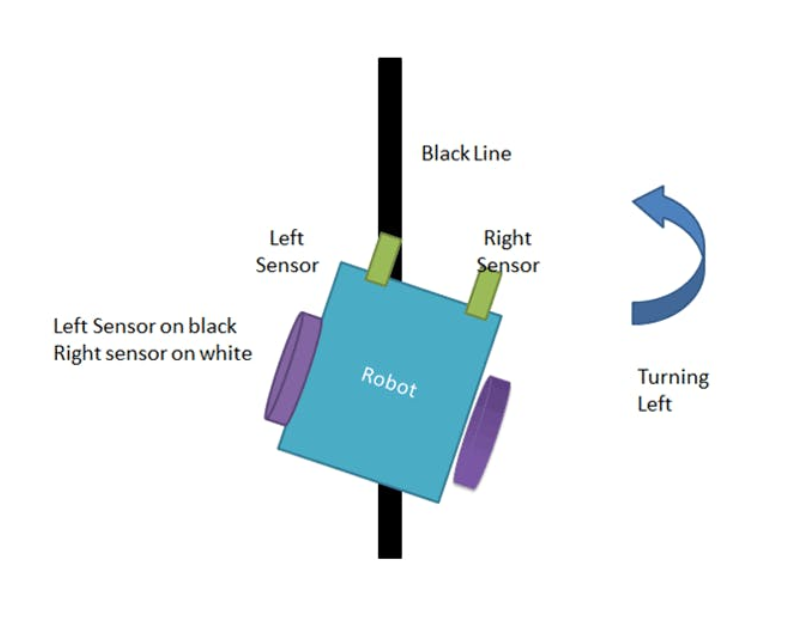 Black Line
Left
Sensor
Right
Sensor
Left Sensor on black
Right sensor on white
Robot
Turning
Left